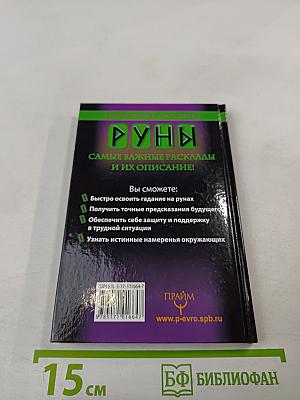 РУНЫ
САМЫЕ ВАЖНЫЕ РАСКЛАДЫ
И ИХ ОПИСАНИЕ!
Вы сможете:
Быстро освоить гадание на рунах
Получить точные предсказания будущего
Обеспечить себе защиту и поддержку
в трудной ситуации
Узнать истинные намеренья окружающих
9785171016647
ПРАЙМ
www.p-evro.spb.ru
15 см
БФ БИБЛИОФАН